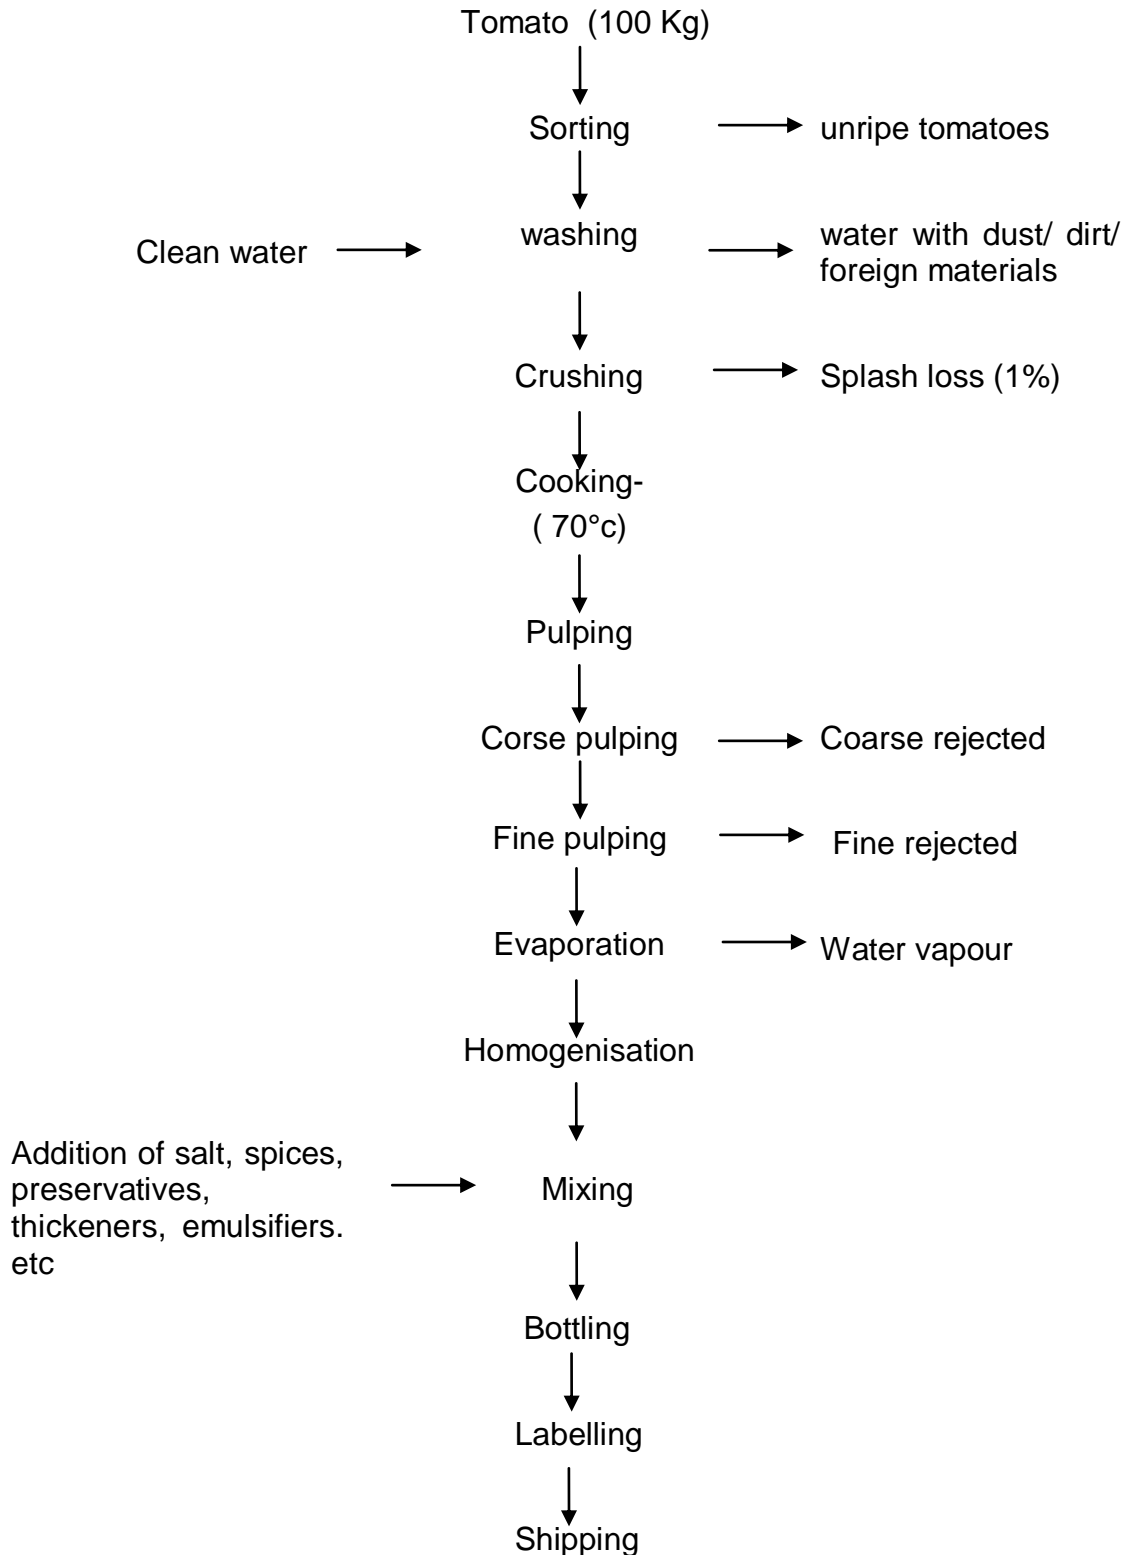 Tomato (100 Kg)
Sorting
unripe tomatoes
Clean water
washing
water with dust/ dirt/
foreign materials
Crushing
Splash loss (1%)
Cooking-
( 70°c)
Pulping
Corse pulping
Coarse rejected
Fine pulping
Fine rejected
Evaporation
Water vapour
Homogenisation
Addition of salt, spices,
preservatives,
thickeners, emulsifiers.
etc
Mixing
Bottling
Labelling
Shipping